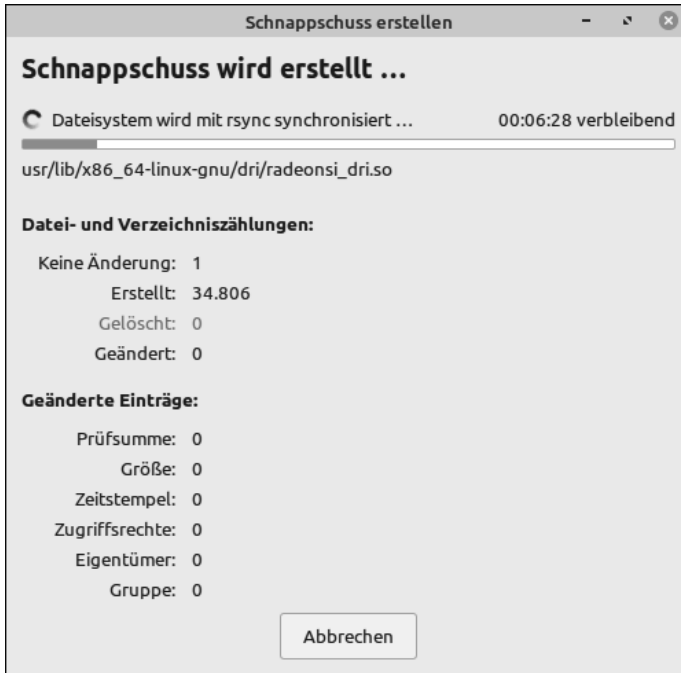 Schnappschuss erstellen
Schnappschuss wird erstellt ...
Dateisystem wird mit rsync synchronisiert ... 00:06:28 verbleibend
usr/lib/x86_64-linux-gnu/dri/radeonsi_dri.so
Datei- und Verzeichniszählungen:
Keine Änderung: 1
Erstellt: 34.806
Gelöscht: 0
Geändert: 0
Geänderte Einträge:
Prüfsumme: 0
Größe: 0
Zeitstempel: 0
Zugriffsrechte: 0
Eigentümer: 0
Gruppe: 0
Abbrechen